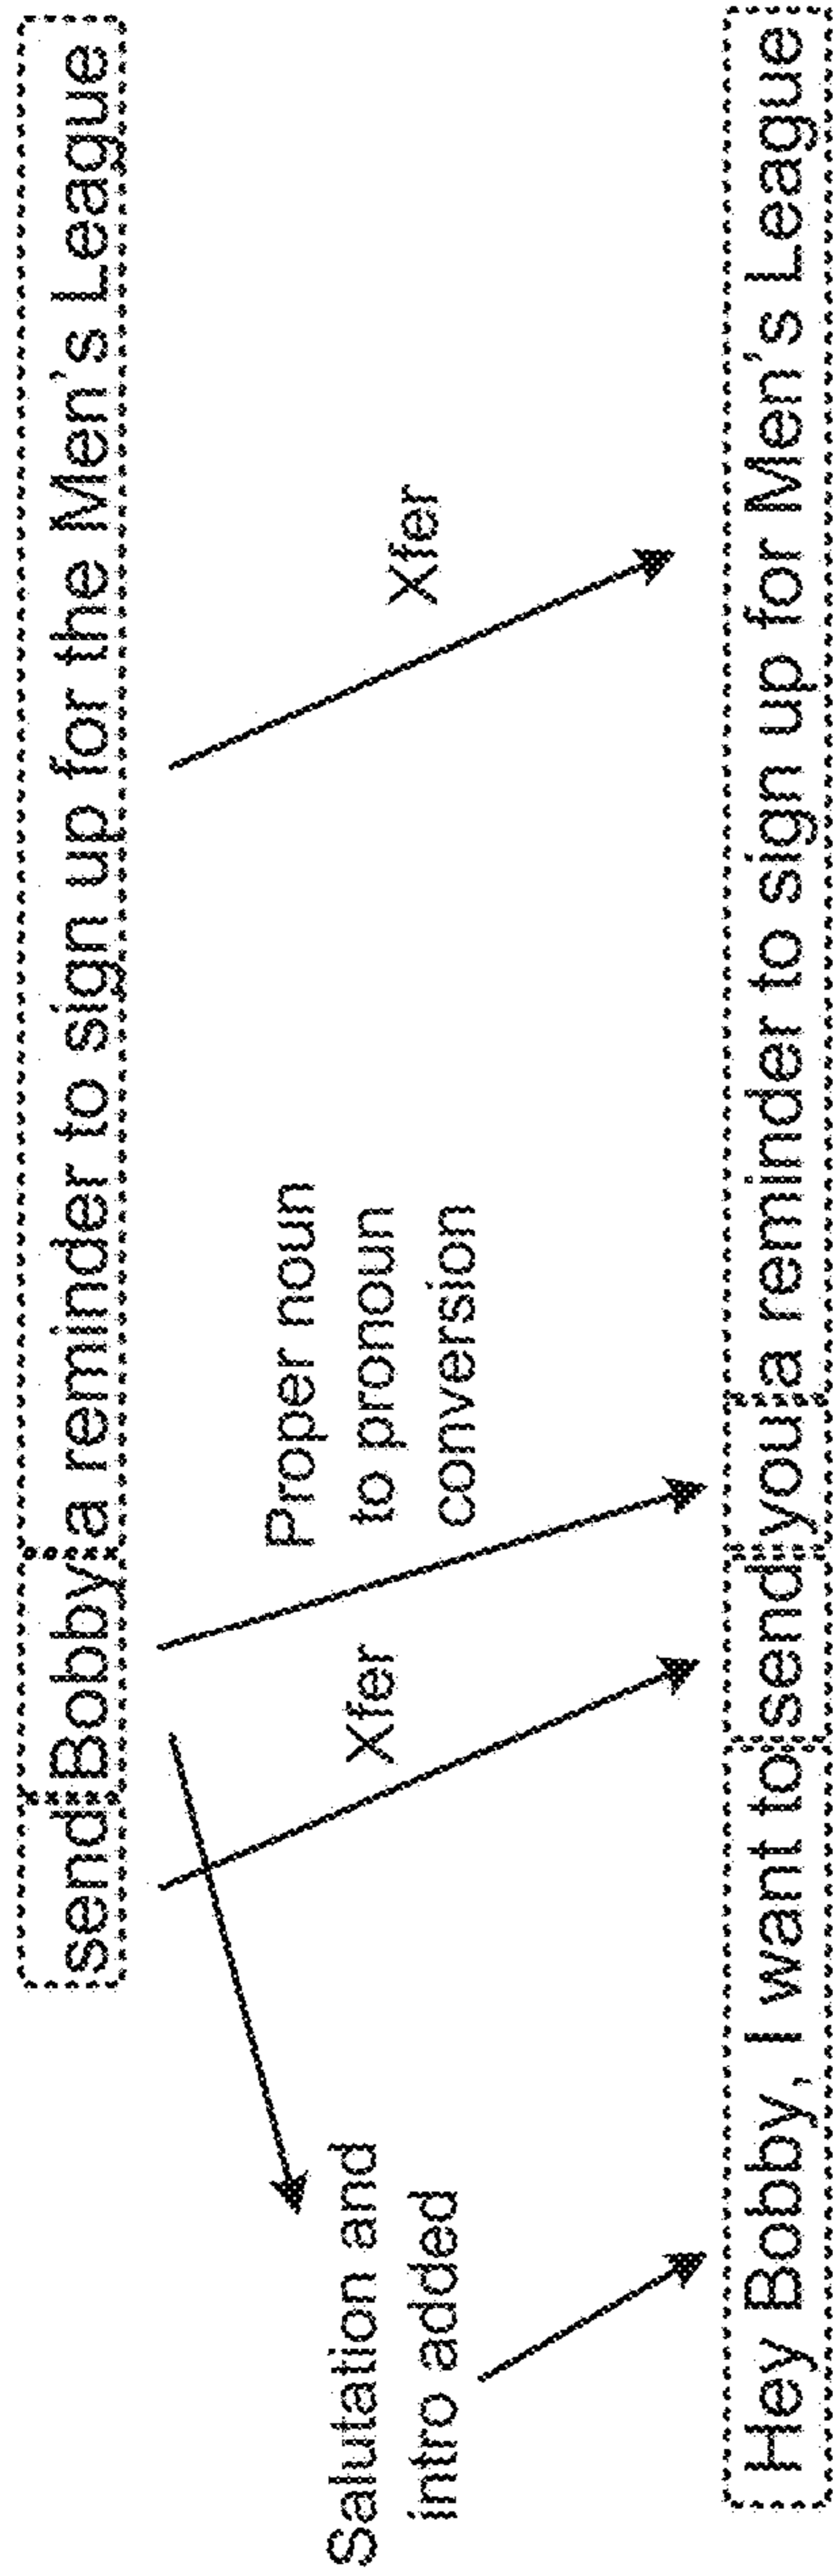 send Bobby a reminder to sign up for the Men's League
Salutation and
intro added
Xfer
Proper noun
to pronoun
conversion
Xfer
Hey Bobby, I want to send you a reminder to sign up for Men's League